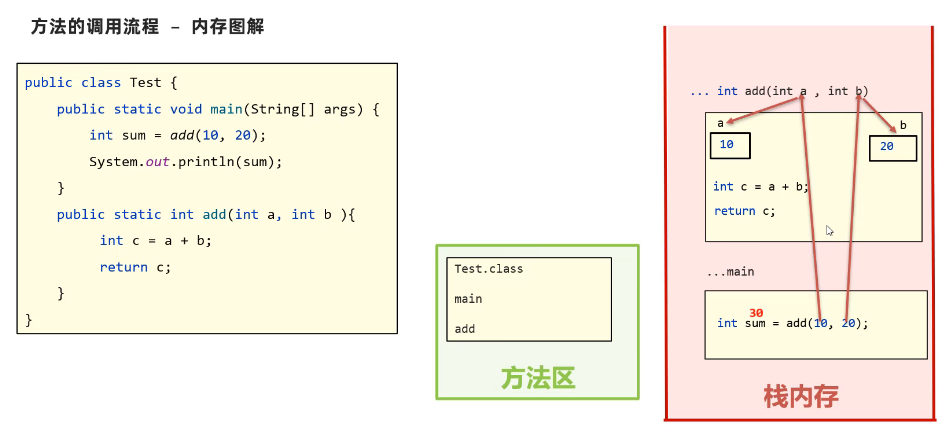 方法的调用流程 – 内存图解
public class Test {
public static void main(String[] args) {
int sum = add(10, 20);
System.out.println(sum);
}
public static int add(int a, int b ){
int c = a + b;
return c;
}
}
Test.class
main
add
方法区
... int add(int a , int b)
a
b
10
20
int c = a + b;
return c;
...main
30
int sum = add(10, 20);
栈内存